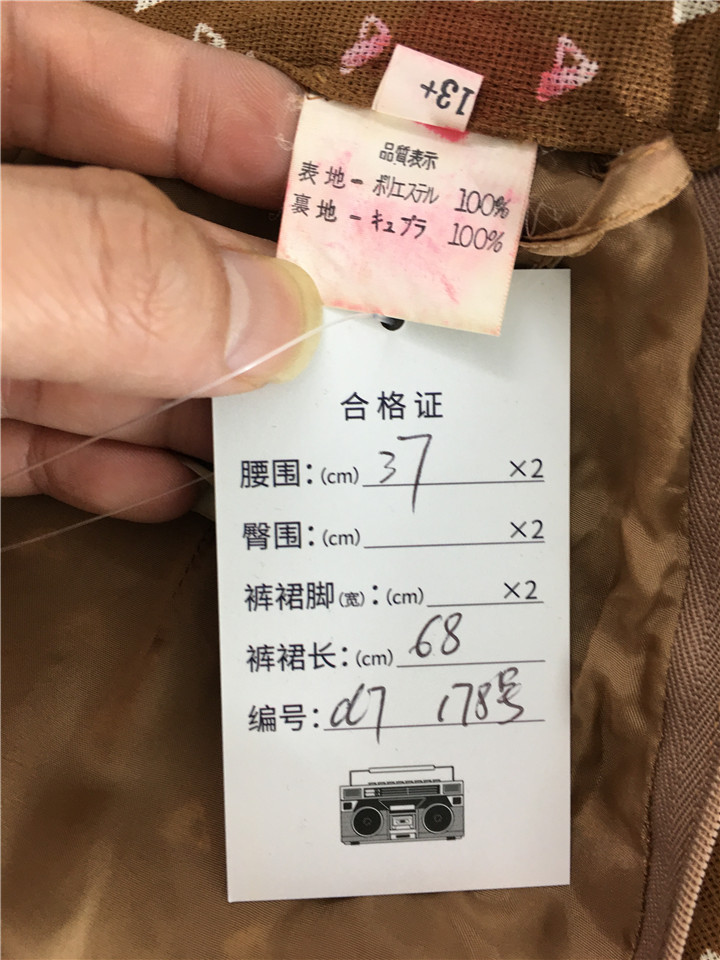 13+
品質表示
表地－ポリエステル 100%
裏地－キュプラ 100%
合格证
腰围：(cm) 37 ×2
臀围：(cm) ×2
裤裙脚(宽)：(cm) ×2
裤裙长：(cm) 68
编号：d7 178号